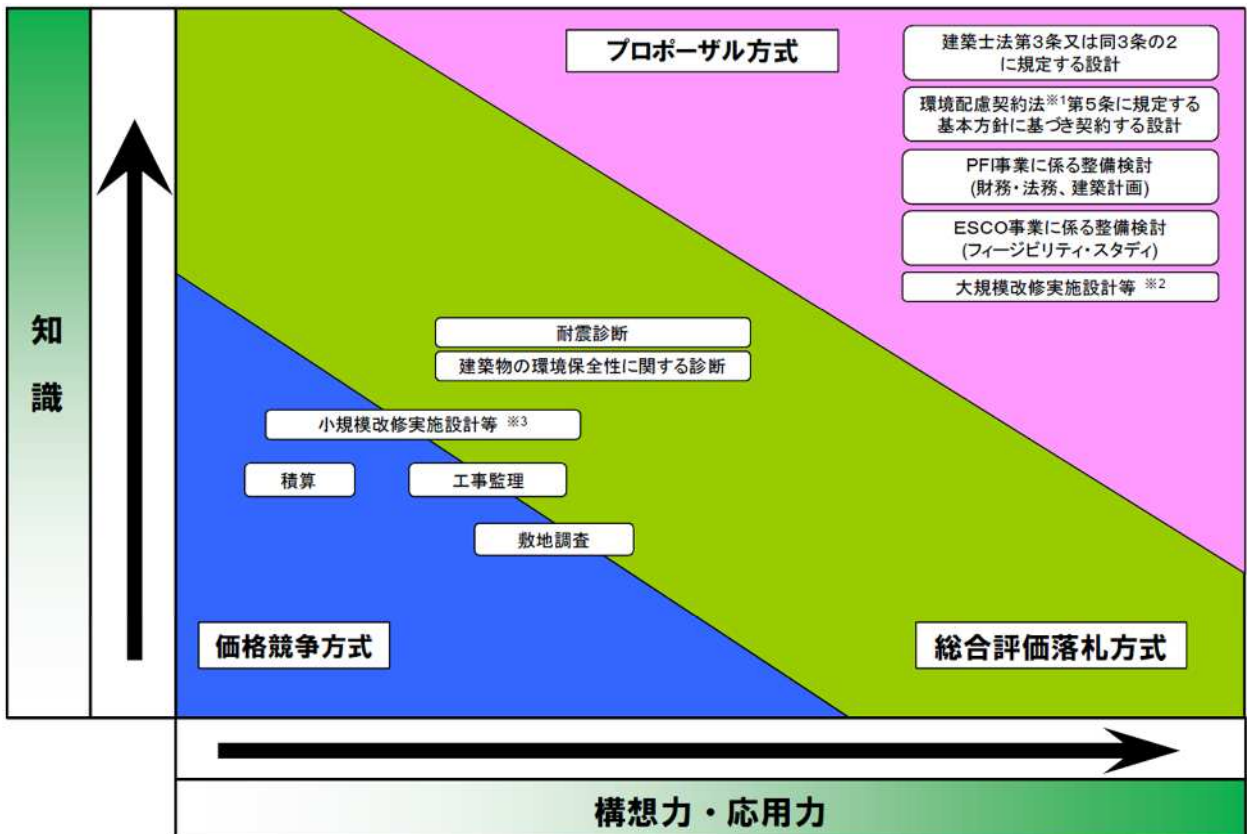 プロポーザル方式
建築士法第3条又は同3条の2
に規定する設計
環境配慮契約法※1第5条に規定する
基本方針に基づき契約する設計
PFI事業に係る整備検討
(財務・法務、建築計画)
ESCO事業に係る整備検討
(フィージビリティ・スタディ)
大規模改修実施設計等 ※2
知識
耐震診断
建築物の環境保全性に関する診断
小規模改修実施設計等 ※3
積算
工事監理
敷地調査
価格競争方式
総合評価落札方式
構想力・応用力